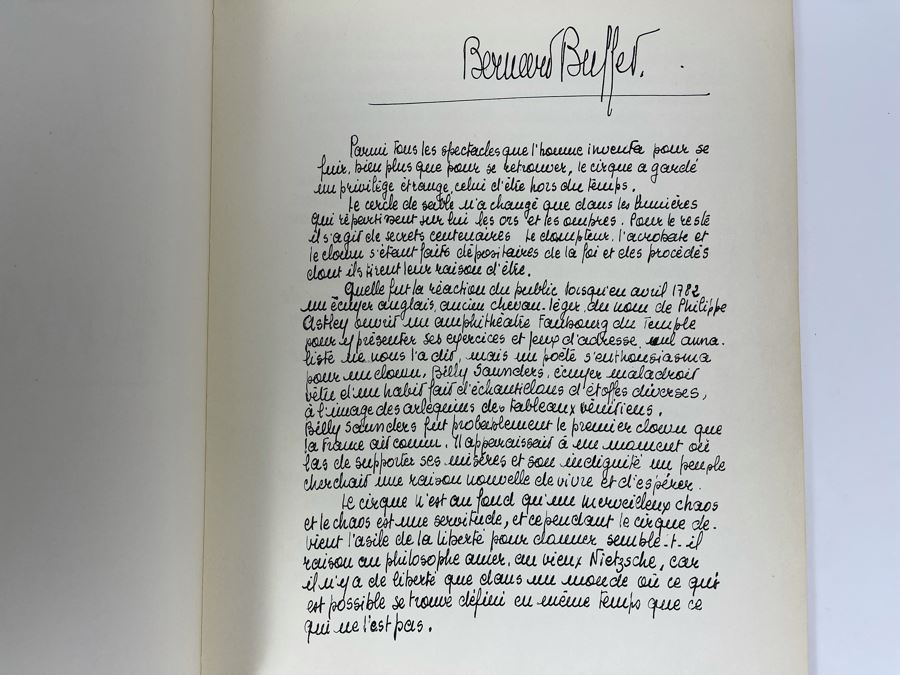 Bernard Buffet.
Parmi tous les spectacles que l'homme inventa pour se
fuir, bien plus que pour se retrouver, le cirque a gardé
un privilège étrange, celui d'être hors du temps.
Le cercle de sable n'a changé que dans les lumières
qui répartissent sur lui les ors et les ombres. Pour le reste
il s'agit de secrets centenaires. Le dompteur, l'acrobate et
le clown s'étant faits dépositaires de la foi et des procédés
dont ils tirent leur raison d'être.
Quelle fut la réaction du public lorsqu'en avril 1782
un écuyer anglais, ancien chevau-léger, du nom de Philippe
Astley ouvrit un amphithéatre Faubourg du Temple
pour y présenter ses exercices et jeux d'adresse, nul anna-
liste ne nous l'a dit, mais un poète s'enthousiasma
pour un clown, Billy Saunders, écuyer maladroit
vêtu d'un habit fait d'échantillons d'étoffes diverses,
à l'image des arlequins des tableaux vénitiens.
Billy Saunders fut probablement le premier clown que
la France ait connu. Il apparaissait à un moment où
las de supporter ses misères et son indignité un peuple
cherchait une raison nouvelle de vivre et d'espérer.
Le cirque n'est au fond qu'un merveilleux chaos
et le chaos est une servitude, et cependant le cirque de-
vient l'asile de la liberté pour donner semble-t-il
raison au philosophe amer, au vieux Nietzsche, car
il n'y a de liberté que dans un monde où ce qui
est possible se trouve défini en même temps que ce
qui ne l'est pas.